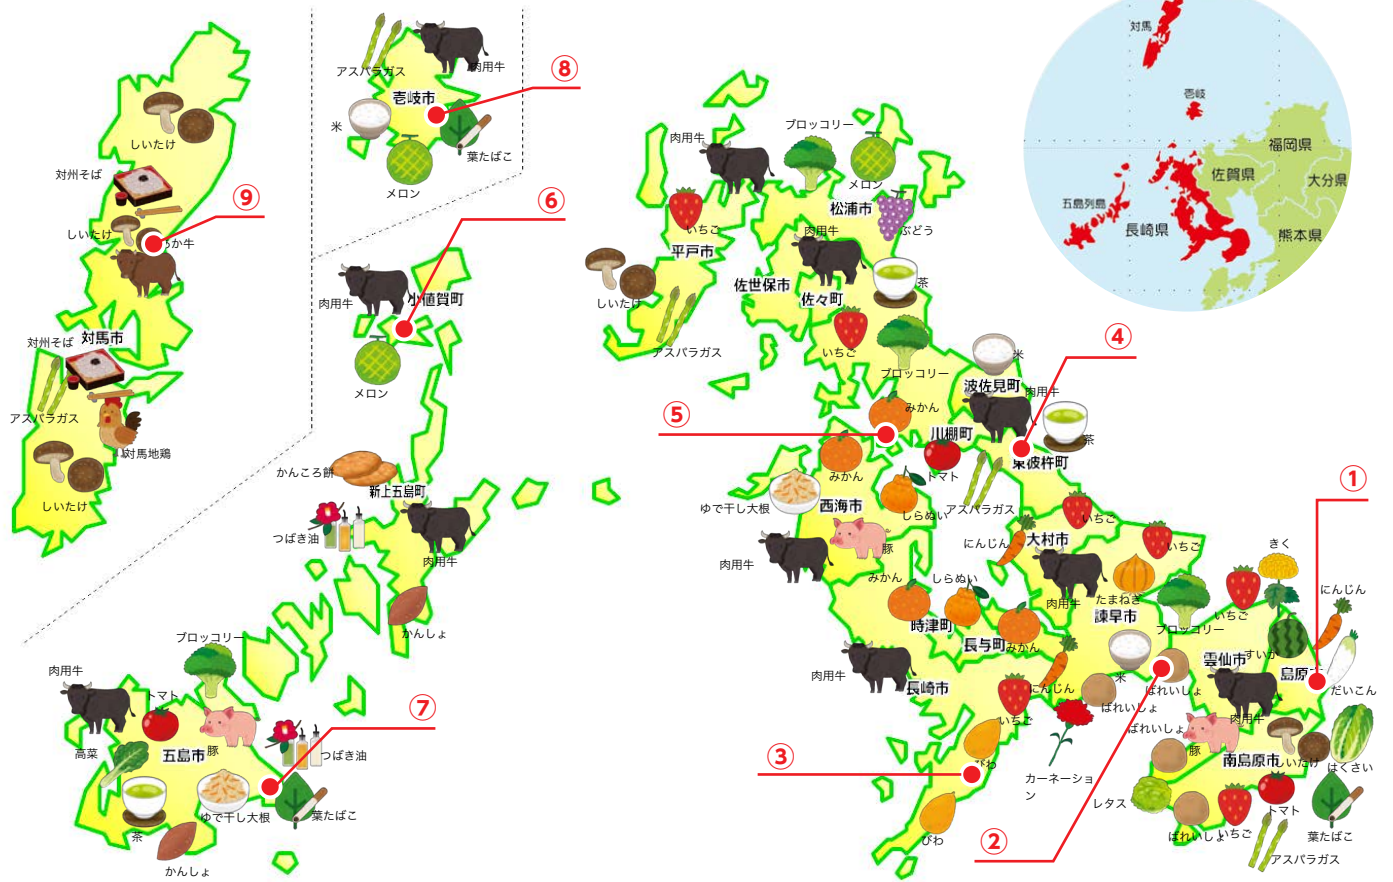 しいたけ
対州そば
しいたけ
⑨
か牛
対馬市
対州そば
アスパラガス
対馬地鶏
しいたけ
アスパラガス
肉用牛
⑧
壱岐市
米
葉たばこ
メロン
⑥
肉用牛
小値賀町
メロン
かんころ餅
新上五島町
つばき油
肉用牛
かんしょ
ブロッコリー
肉用牛
トマト
高菜
五島市
豚
つばき油
⑦
ゆで干し大根
葉たばこ
茶
かんしょ
肉用牛
ブロッコリー
メロン
松浦市
ぶどう
いちご
平戸市
肉用牛
佐世保市
佐々町
茶
しいたけ
アスパラガス
いちご
ブロッコリー
米
④
波佐見町
肉用牛
みかん
⑤
川棚町
茶
東彼杵町
みかん
トマト
ゆで干し大根
西海市
しらぬい
アスパラガス
いちご
豚
にんじん
大村市
いちご
肉用牛
①
きく
みかん
しらぬい
肉用牛
たまねぎ
いちご
にんじん
時津町
諫早市
ブロッコリー
長与町
みかん
すいか
雲仙市
島原市
肉用牛
長崎市
にんじん
米
ばれいしょ
だいこん
いちご
ばれいしょ
肉用牛
ばれいしょ
豚
しいたけ
はくさい
南島原市
③
びわ
カーネーション
レタス
トマト
びわ
②
ばれいしょ
いちご
葉たばこ
アスパラガス
対馬
壱岐
福岡県
佐賀県
大分県
五島列島
長崎県
熊本県